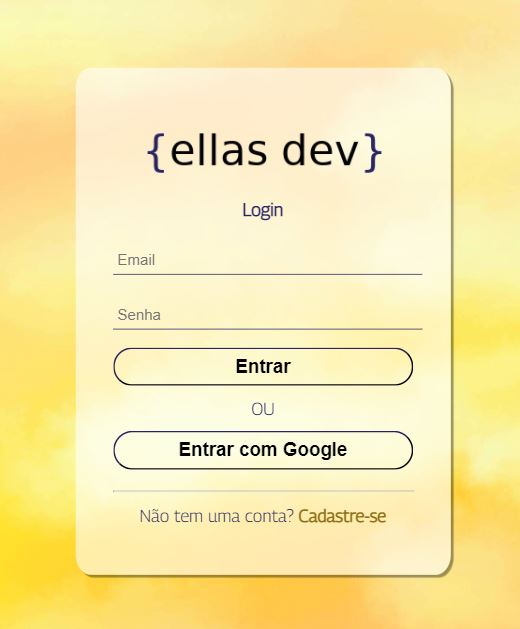 {ellas dev}
Login
Email
Senha
Entrar
OU
Entrar com Google
Não tem uma conta? Cadastre-se